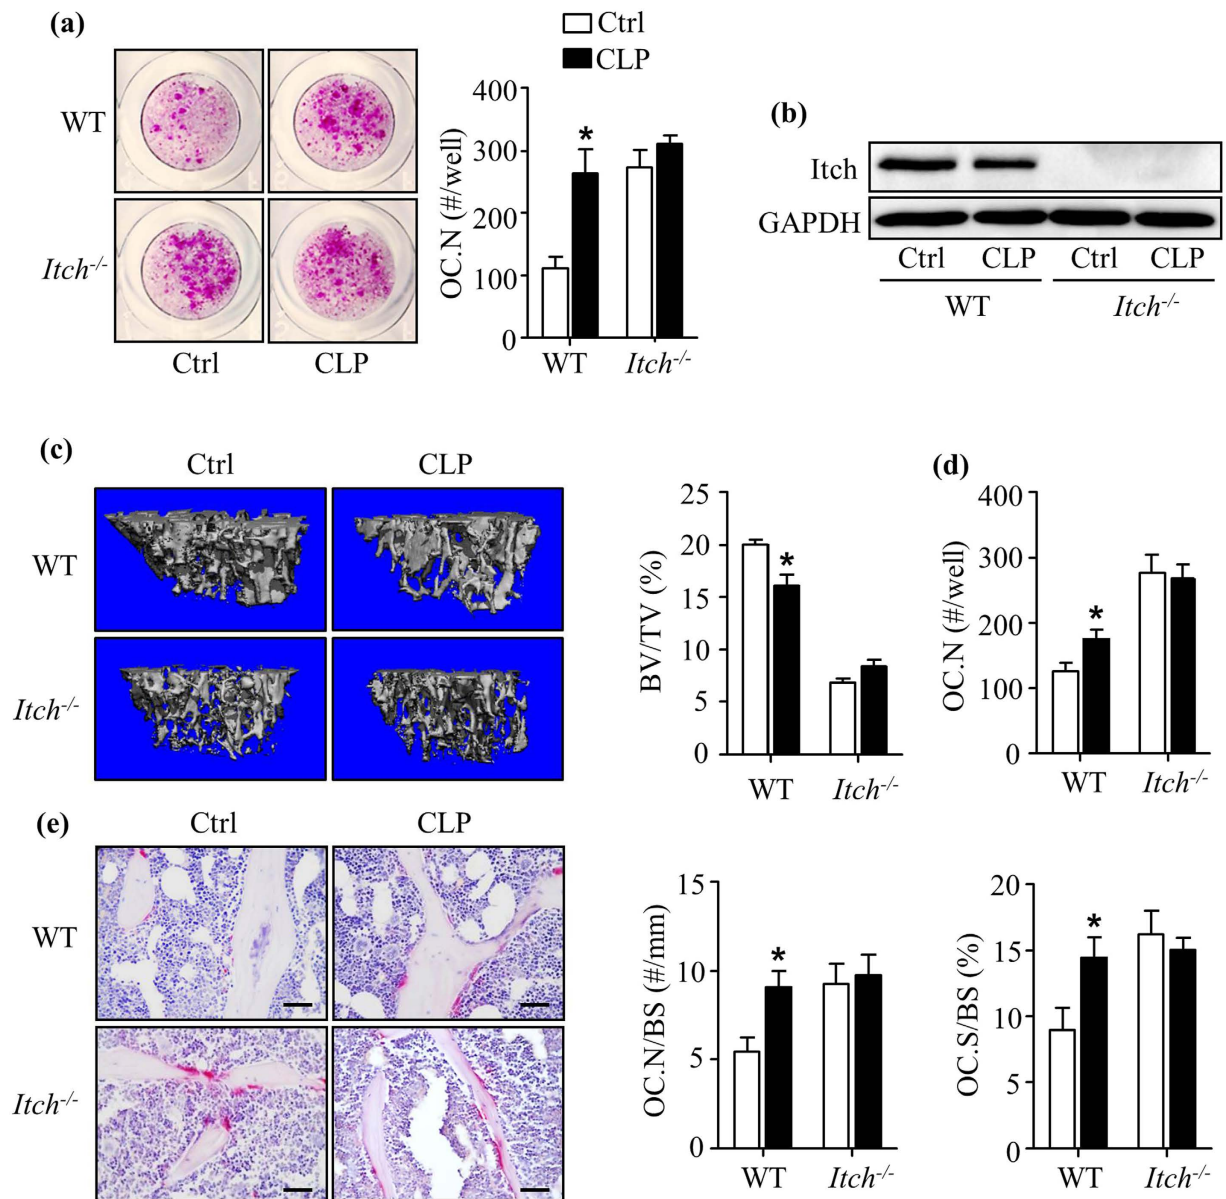 (a)
Ctrl
CLP
WT
Itch-/-
Ctrl CLP
OC.N (#/well)
400
300
200
100
0
*
WT Itch-/-
(b)
Itch
GAPDH
Ctrl CLP Ctrl CLP
WT Itch-/-
(c)
Ctrl CLP
WT
Itch-/-
BV/TV (%)
25
20
15
10
5
0
*
WT Itch-/-
(d)
OC.N (#/well)
400
300
200
100
0
*
WT Itch-/-
(e)
Ctrl CLP
WT
Itch-/-
OC.N/BS (#/mm)
15
10
5
0
*
WT Itch-/-
OC.S/BS (%)
20
15
10
5
0
*
WT Itch-/-